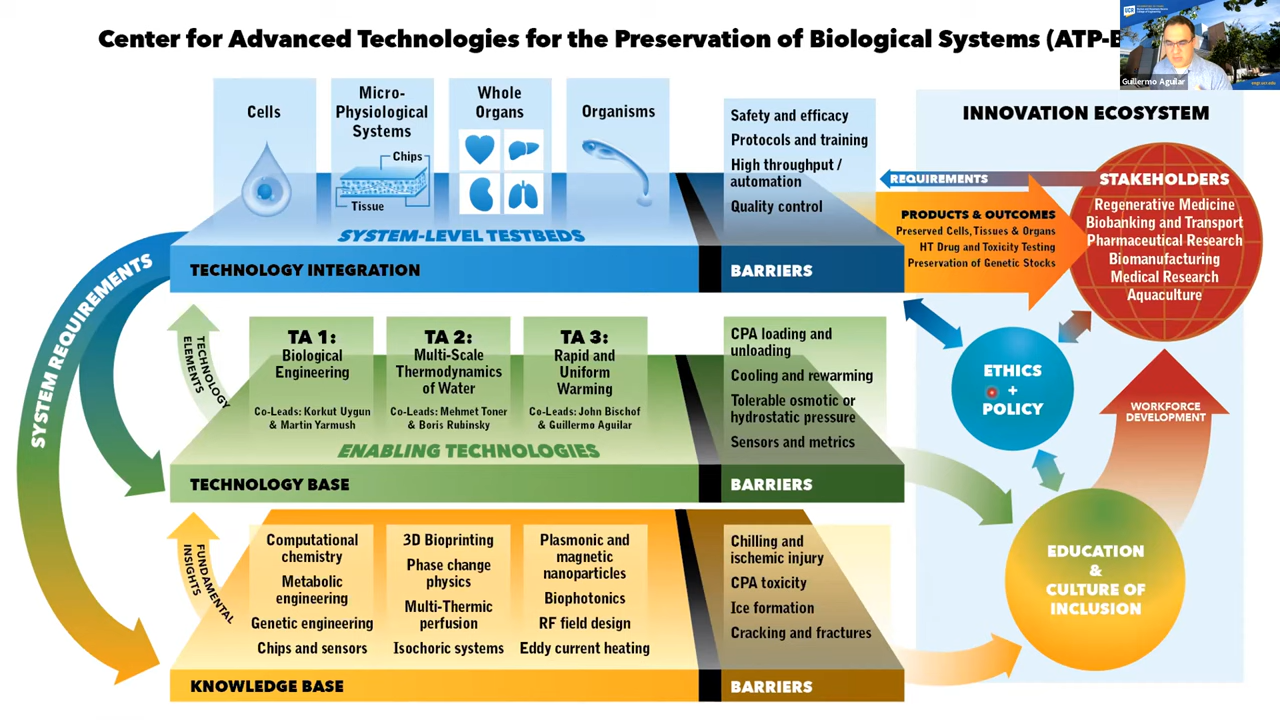 Center for Advanced Technologies for the Preservation of Biological Systems (ATP-B
UCR
Guillermo Aguilar
Cells
Micro-
Physiological
Systems
Chips
Tissue
Whole
Organs
Organisms
SYSTEM-LEVEL TESTBEDS
TECHNOLOGY INTEGRATION
Safety and efficacy
Protocols and training
High throughput /
automation
Quality control
BARRIERS
INNOVATION ECOSYSTEM
REQUIREMENTS
PRODUCTS & OUTCOMES
Preserved Cells, Tissues & Organs
HT Drug and Toxicity Testing
Preservation of Genetic Stocks
STAKEHOLDERS
Regenerative Medicine
Biobanking and Transport
Pharmaceutical Research
Biomanufacturing
Medical Research
Aquaculture
SYSTEM REQUIREMENTS
TECHNOLOGY
ELEMENTS
TA 1:
Biological
Engineering
Co-Leads: Korkut Uygun
& Martin Yarmush
TA 2:
Multi-Scale
Thermodynamics
of Water
Co-Leads: Mehmet Toner
& Boris Rubinsky
TA 3:
Rapid and
Uniform
Warming
Co-Leads: John Bischof
& Guillermo Aguilar
ENABLING TECHNOLOGIES
TECHNOLOGY BASE
CPA loading and
unloading
Cooling and rewarming
Tolerable osmotic or
hydrostatic pressure
Sensors and metrics
BARRIERS
ETHICS
+
POLICY
WORKFORCE
DEVELOPMENT
FUNDAMENTAL
INSIGHTS
Computational
chemistry
Metabolic
engineering
Genetic engineering
Chips and sensors
3D Bioprinting
Phase change
physics
Multi-Thermic
perfusion
Isochoric systems
Plasmonic and
magnetic
nanoparticles
Biophotonics
RF field design
Eddy current heating
KNOWLEDGE BASE
Chilling and
ischemic injury
CPA toxicity
Ice formation
Cracking and fractures
BARRIERS
EDUCATION
&
CULTURE OF
INCLUSION